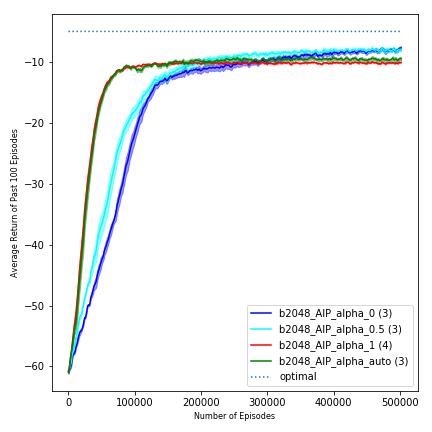 Average Return of Past 100 Episodes
−10
−20
−30
−40
−50
−60
b2048_AIP_alpha_0 (3)
b2048_AIP_alpha_0.5 (3)
b2048_AIP_alpha_1 (4)
b2048_AIP_alpha_auto (3)
optimal
0 100000 200000 300000 400000 500000
Number of Episodes